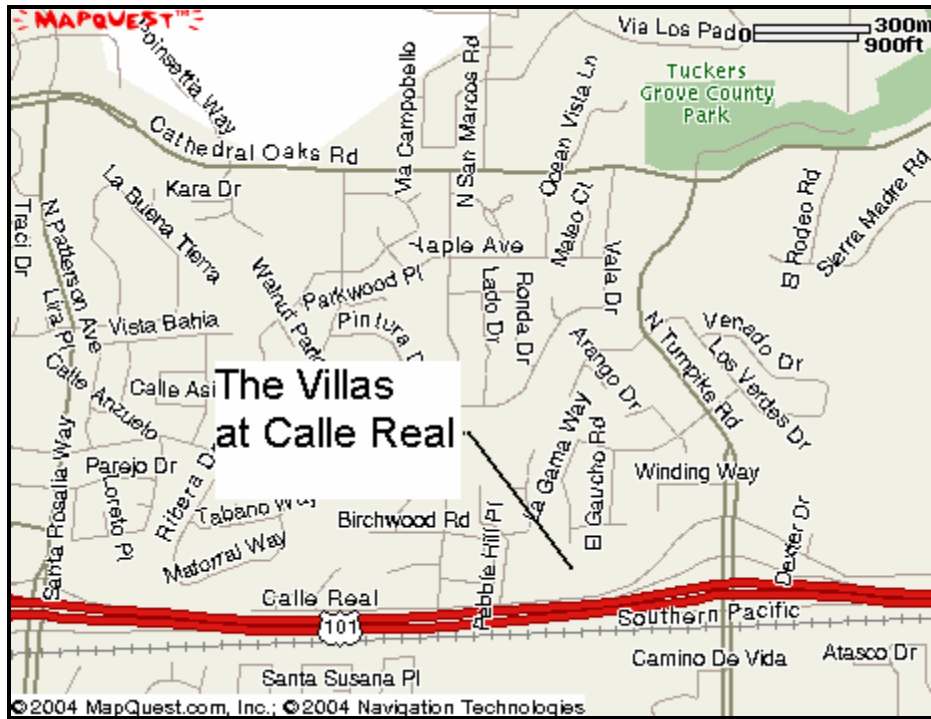 MAPQUEST
300m
0
900ft
Via Los Pad
Tuckers
Grove County
Park
Poinsettia Way
Cathedral Oaks Rd
Via Campobello
N San Marcos Rd
Ocean Vista Ln
Kara Dr
La Buena Tierra
Maleo Ct
El Rodeo Rd
Sierra Madre Rd
Traci Dr
N Patterson Ave
aple Ave
Vala Dr
Walnut Park
Parkwood Pl
Lado Dr
Ronda Dr
Lira Pl
Vista Bahia
Pintura D
Arango Dr
N Turnpike Rd
Venado Dr
Los Verdes Dr
Calle Anzuelo
Calle Asi
The Villas
at Calle Real
La Gama Way
El Gaucho Rd
Winding Way
Santa Rosalia Way
Parejo Dr
Loreto Pl
Ribera Dr
Tabano Way
Matorral Way
Birchwood Rd
Pebble Hill Pl
Dexter Dr
Calle Real
101
Southern Pacific
Santa Susana Pl
Camino De Vida
Atasco Dr
©2004 MapQuest.com, Inc.; ©2004 Navigation Technologies